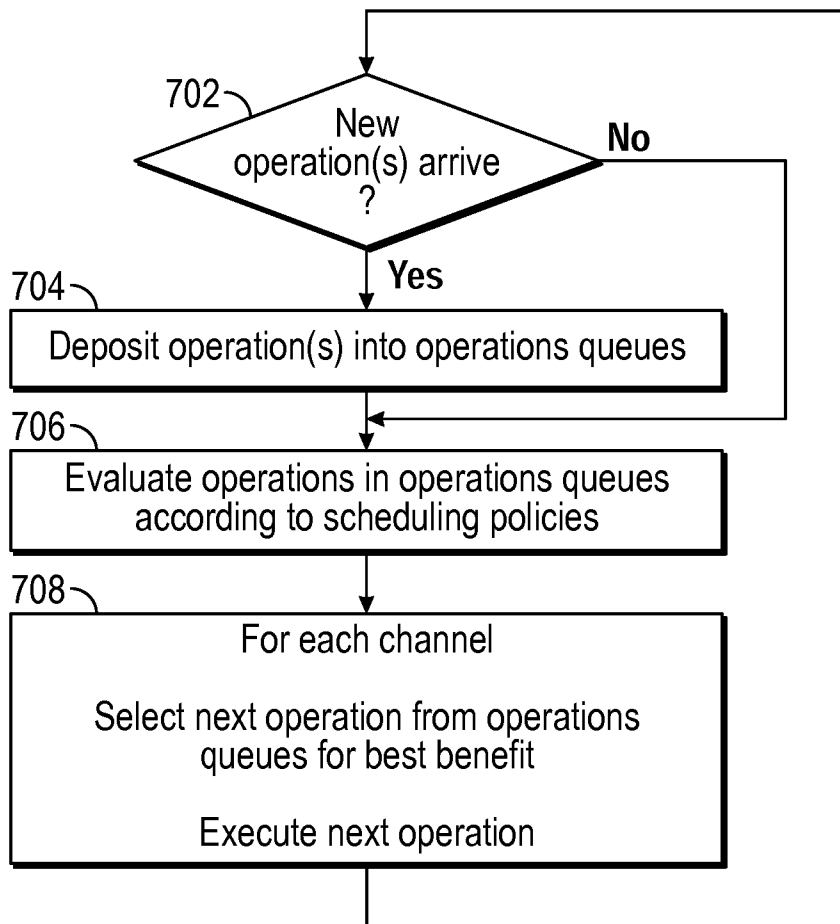 702
New
operation(s) arrive
?
No
Yes
704
Deposit operation(s) into operations queues
706
Evaluate operations in operations queues
according to scheduling policies
708
For each channel
Select next operation from operations
queues for best benefit
Execute next operation